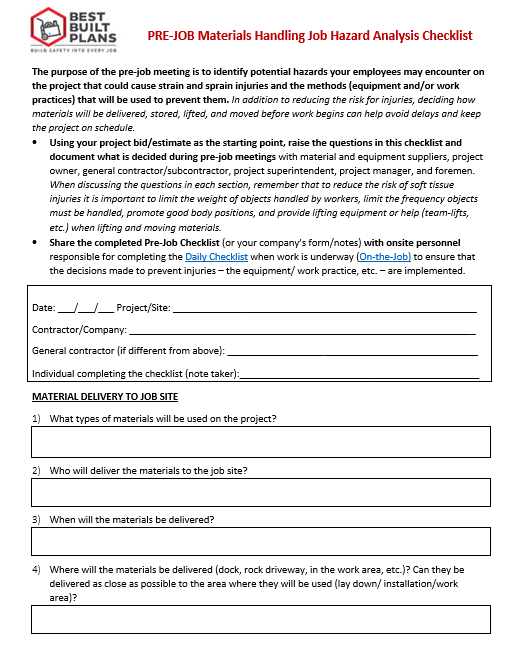 BEST
BUILT
PLANS
BUILD SAFETY INTO EVERY JOB
PRE-JOB Materials Handling Job Hazard Analysis Checklist
The purpose of the pre-job meeting is to identify potential hazards your employees may encounter on
the project that could cause strain and sprain injuries and the methods (equipment and/or work
practices) that will be used to prevent them. In addition to reducing the risk for injuries, deciding how
materials will be delivered, stored, lifted, and moved before work begins can help avoid delays and keep
the project on schedule.
• Using your project bid/estimate as the starting point, raise the questions in this checklist and
document what is decided during pre-job meetings with material and equipment suppliers, project
owner, general contractor/subcontractor, project superintendent, project manager, and foremen.
When discussing the questions in each section, remember that to reduce the risk of soft tissue
injuries it is important to limit the weight of objects handled by workers, limit the frequency objects
must be handled, promote good body positions, and provide lifting equipment or help (team-lifts,
etc.) when lifting and moving materials.
• Share the completed Pre-Job Checklist (or your company's form/notes) with onsite personnel
responsible for completing the Daily Checklist when work is underway (On-the-Job) to ensure that
the decisions made to prevent injuries – the equipment/ work practice, etc. – are implemented.
Date: ___/___/___ Project/Site: ___
Contractor/Company: ___
General contractor (if different from above): ___
Individual completing the checklist (note taker):___
MATERIAL DELIVERY TO JOB SITE
1) What types of materials will be used on the project?
2) Who will deliver the materials to the job site?
3) When will the materials be delivered?
4) Where will the materials be delivered (dock, rock driveway, in the work area, etc.)? Can they be
delivered as close as possible to the area where they will be used (lay down/ installation/work
area)?